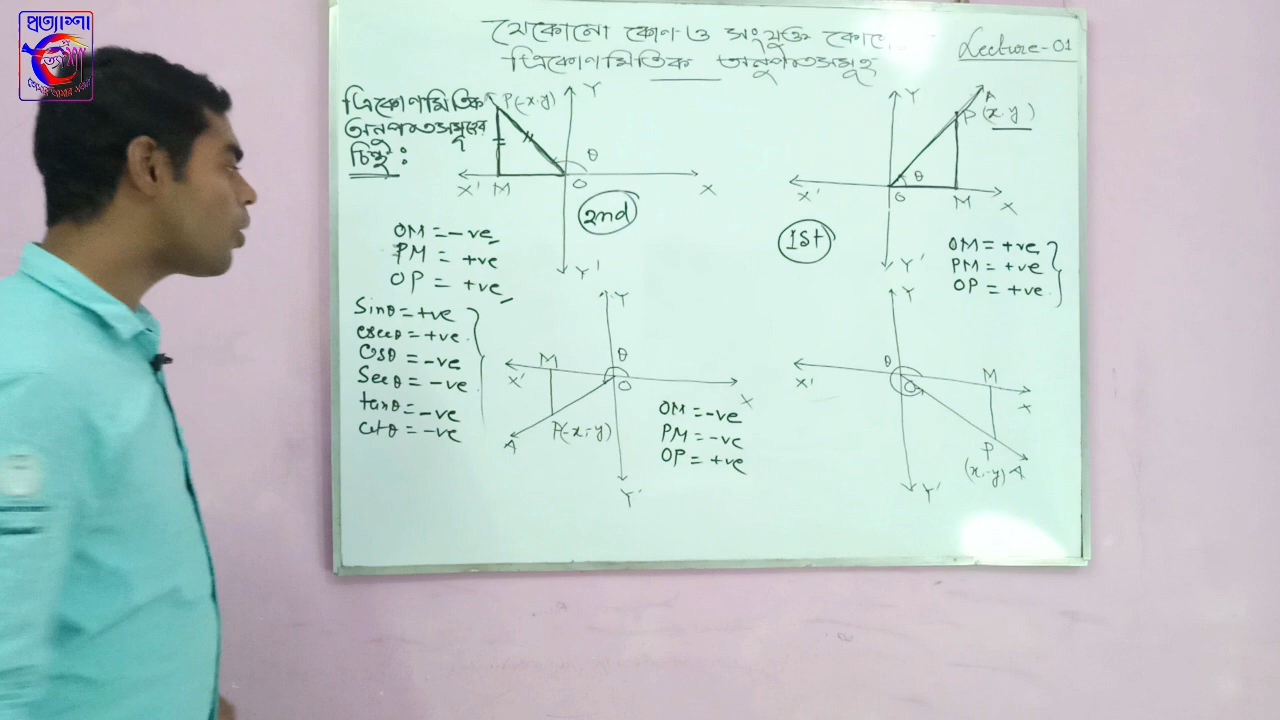 প্রত্যাশা
যেকোনো কোণ ও সংযুক্ত
ত্রিকোণমিতিক অনুপাতসমূহ
Lecture-01
ত্রিকোণমিতিক
অনুপাতসমূহের
চিহ্ন :
P(-x,y)
Y
θ
X' M O X
2nd
Y'
OM = -ve
PM = +ve
OP = +ve
Sinθ = +ve
cosecθ = +ve
cosθ = -ve
Secθ = -ve
tanθ = -ve
cotθ = -ve
Y
A
P(x,y)
θ
X' O M X
1st
Y'
OM = +ve
PM = +ve
OP = +ve
Y
M θ
X' O X
A P(-x,-y)
Y'
OM = -ve
PM = -ve
OP = +ve
Y
θ
X' O M X
P
(x,-y) A
Y'